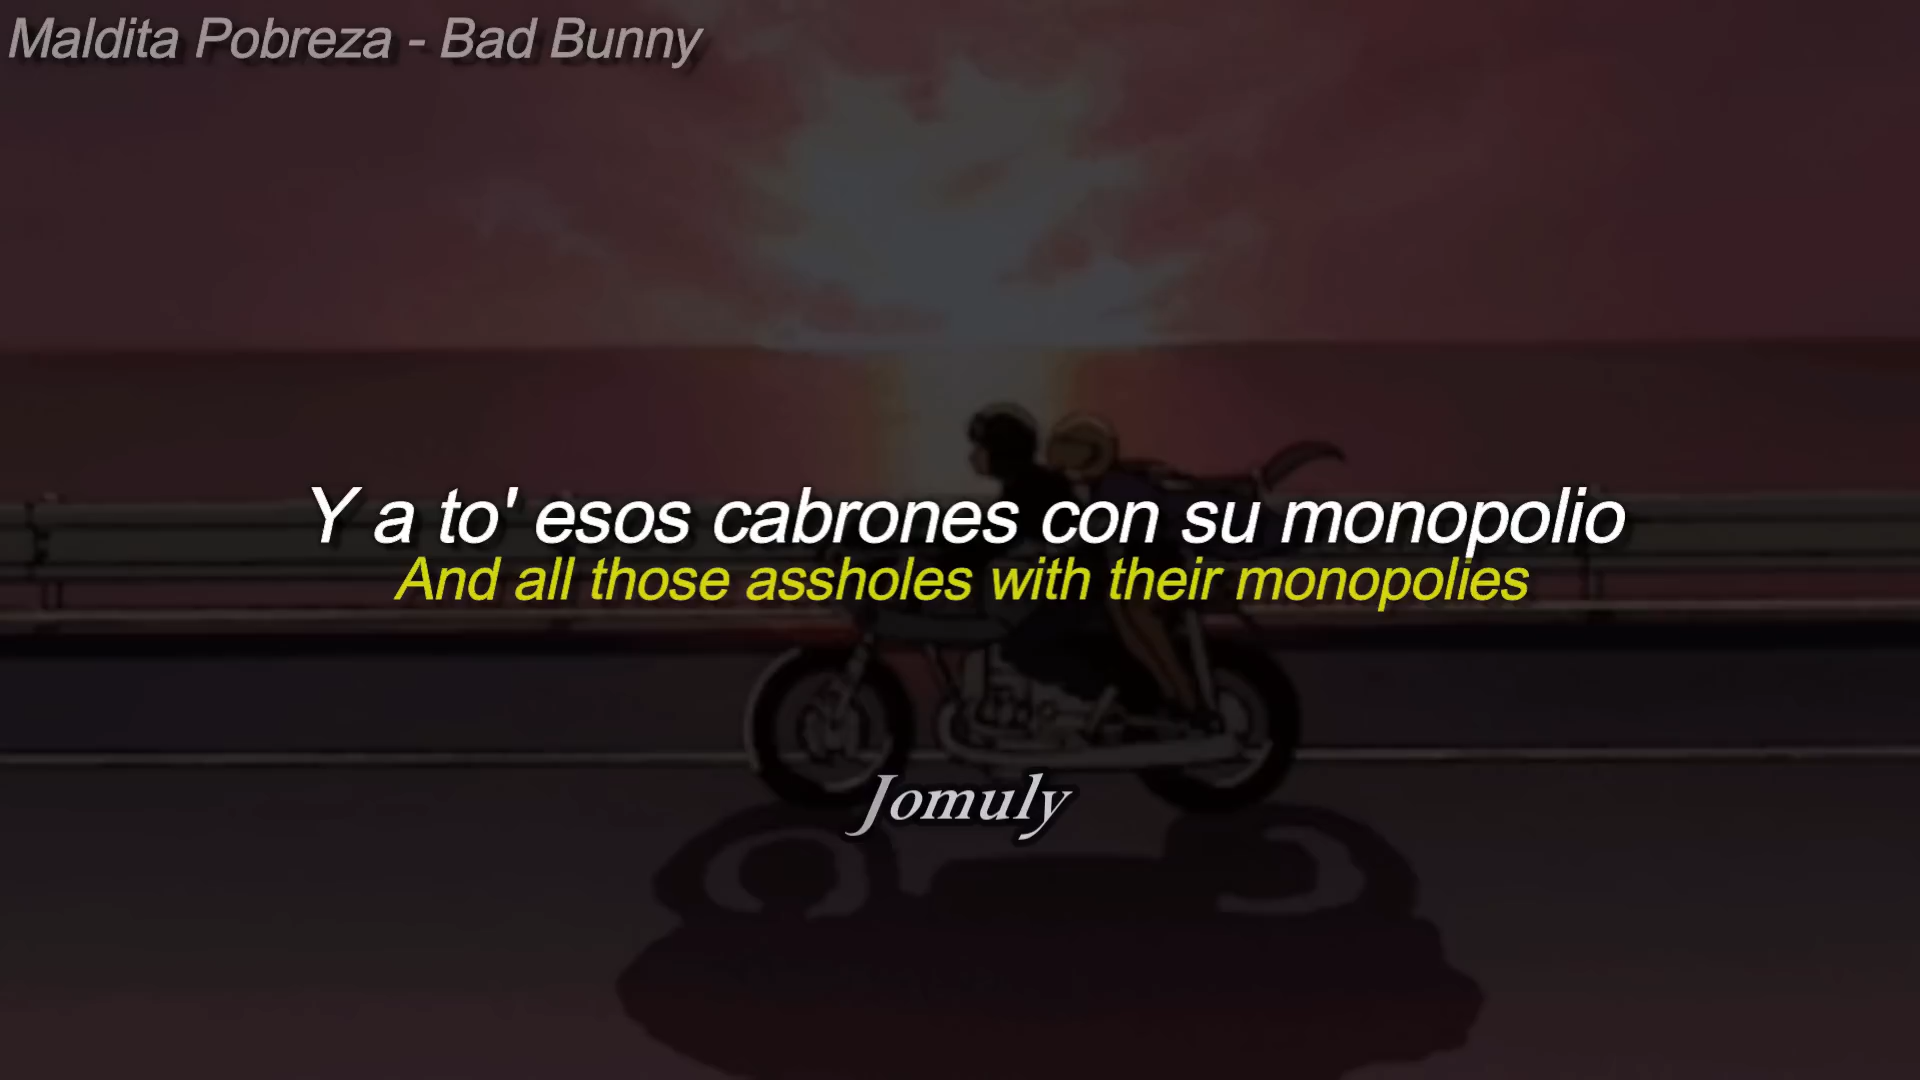 Maldita Pobreza - Bad Bunny
Y a to' esos cabrones con su monopolio
And all those assholes with their monopolies
Jomuly